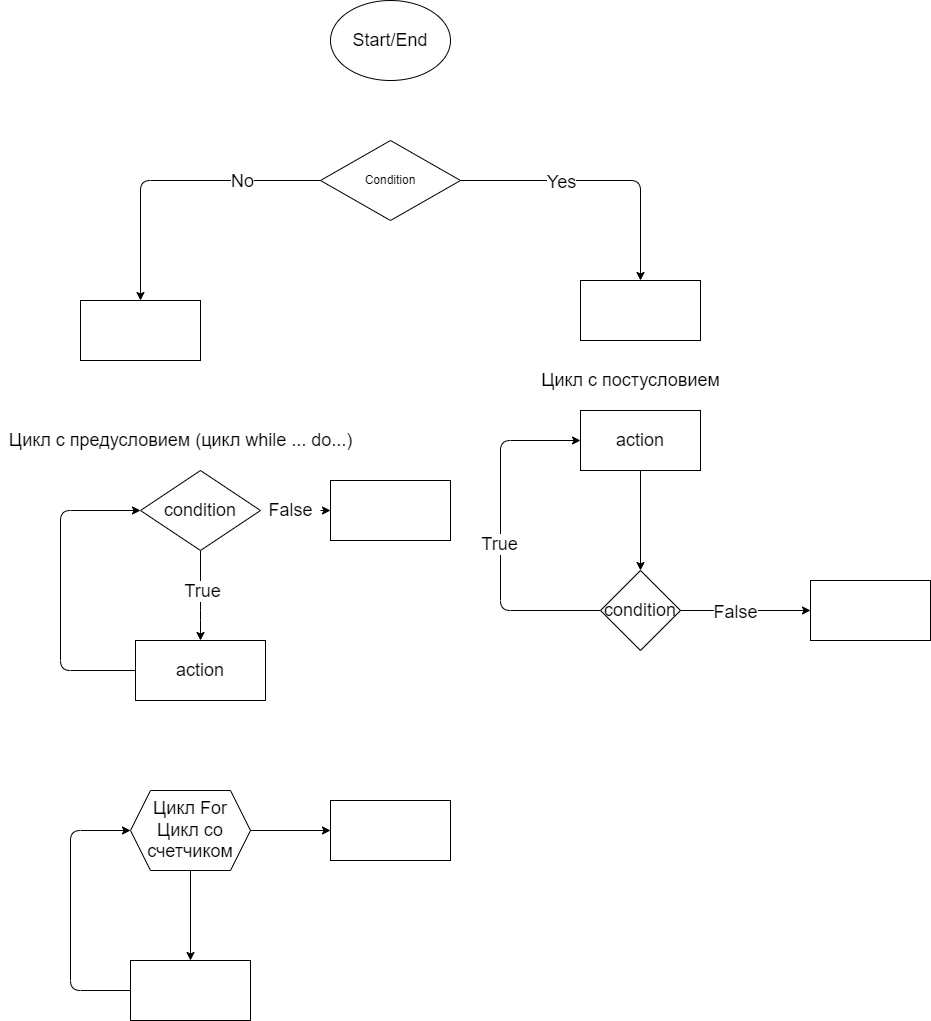 Start/End
Condition
No
Yes
Цикл с постусловием
action
True
condition
False
Цикл с предусловием (цикл while ... do...)
condition
False
True
action
Цикл For
Цикл со
счетчиком